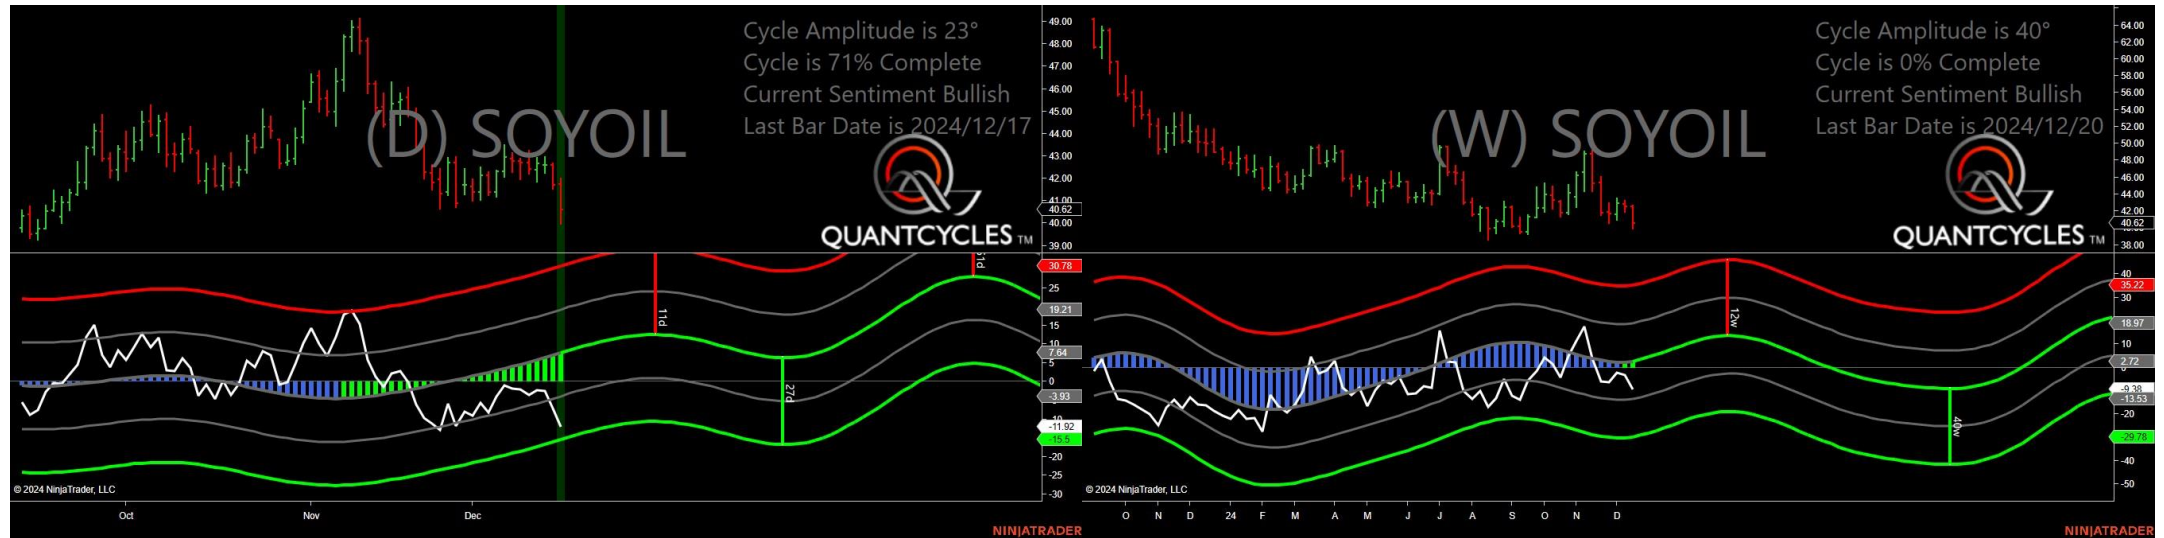 Cycle Amplitude is 23°
Cycle is 71% Complete
Current Sentiment Bullish
Last Bar Date is 2024/12/17
(D) SOYOIL
QUANTCYCLES TM
49.00
48.00
47.00
46.00
45.00
44.00
43.00
42.00
41.00
40.62
40.00
39.00
51d
30.78
25
19.21
15
11d
10
7.64
5
0
27d
-3.93
-11.92
-15.5
-20
-25
-30
© 2024 NinjaTrader, LLC
Oct Nov Dec
NINJATRADER
Cycle Amplitude is 40°
Cycle is 0% Complete
Current Sentiment Bullish
Last Bar Date is 2024/12/20
(W) SOYOIL
QUANTCYCLES TM
64.00
62.00
60.00
58.00
56.00
54.00
52.00
50.00
48.00
46.00
44.00
42.00
40.62
38.00
40
35.22
30
12w
18.97
10
2.72
-9.38
-13.53
-20
40w
-29.78
-40
-50
© 2024 NinjaTrader, LLC
O N D 24 F M A M J J A S O N D
NINJATRADER